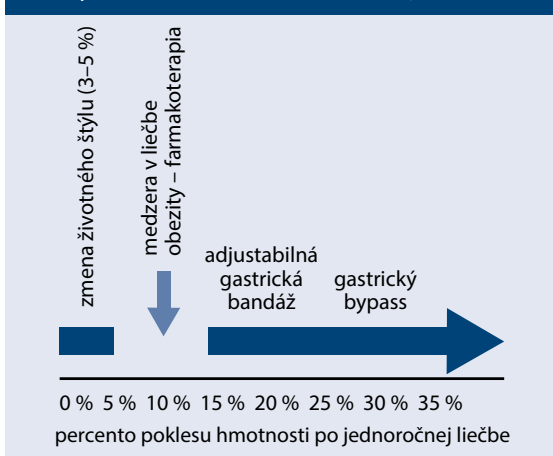 zmena životného štýlu (3–5 %)
medzera v liečbe
obezity – farmakoterapia
adjustabilná
gastrická
bandáž
gastrický
bypass
0 % 5 % 10 % 15 % 20 % 25 % 30 % 35 %
percento poklesu hmotnosti po jednoročnej liečbe